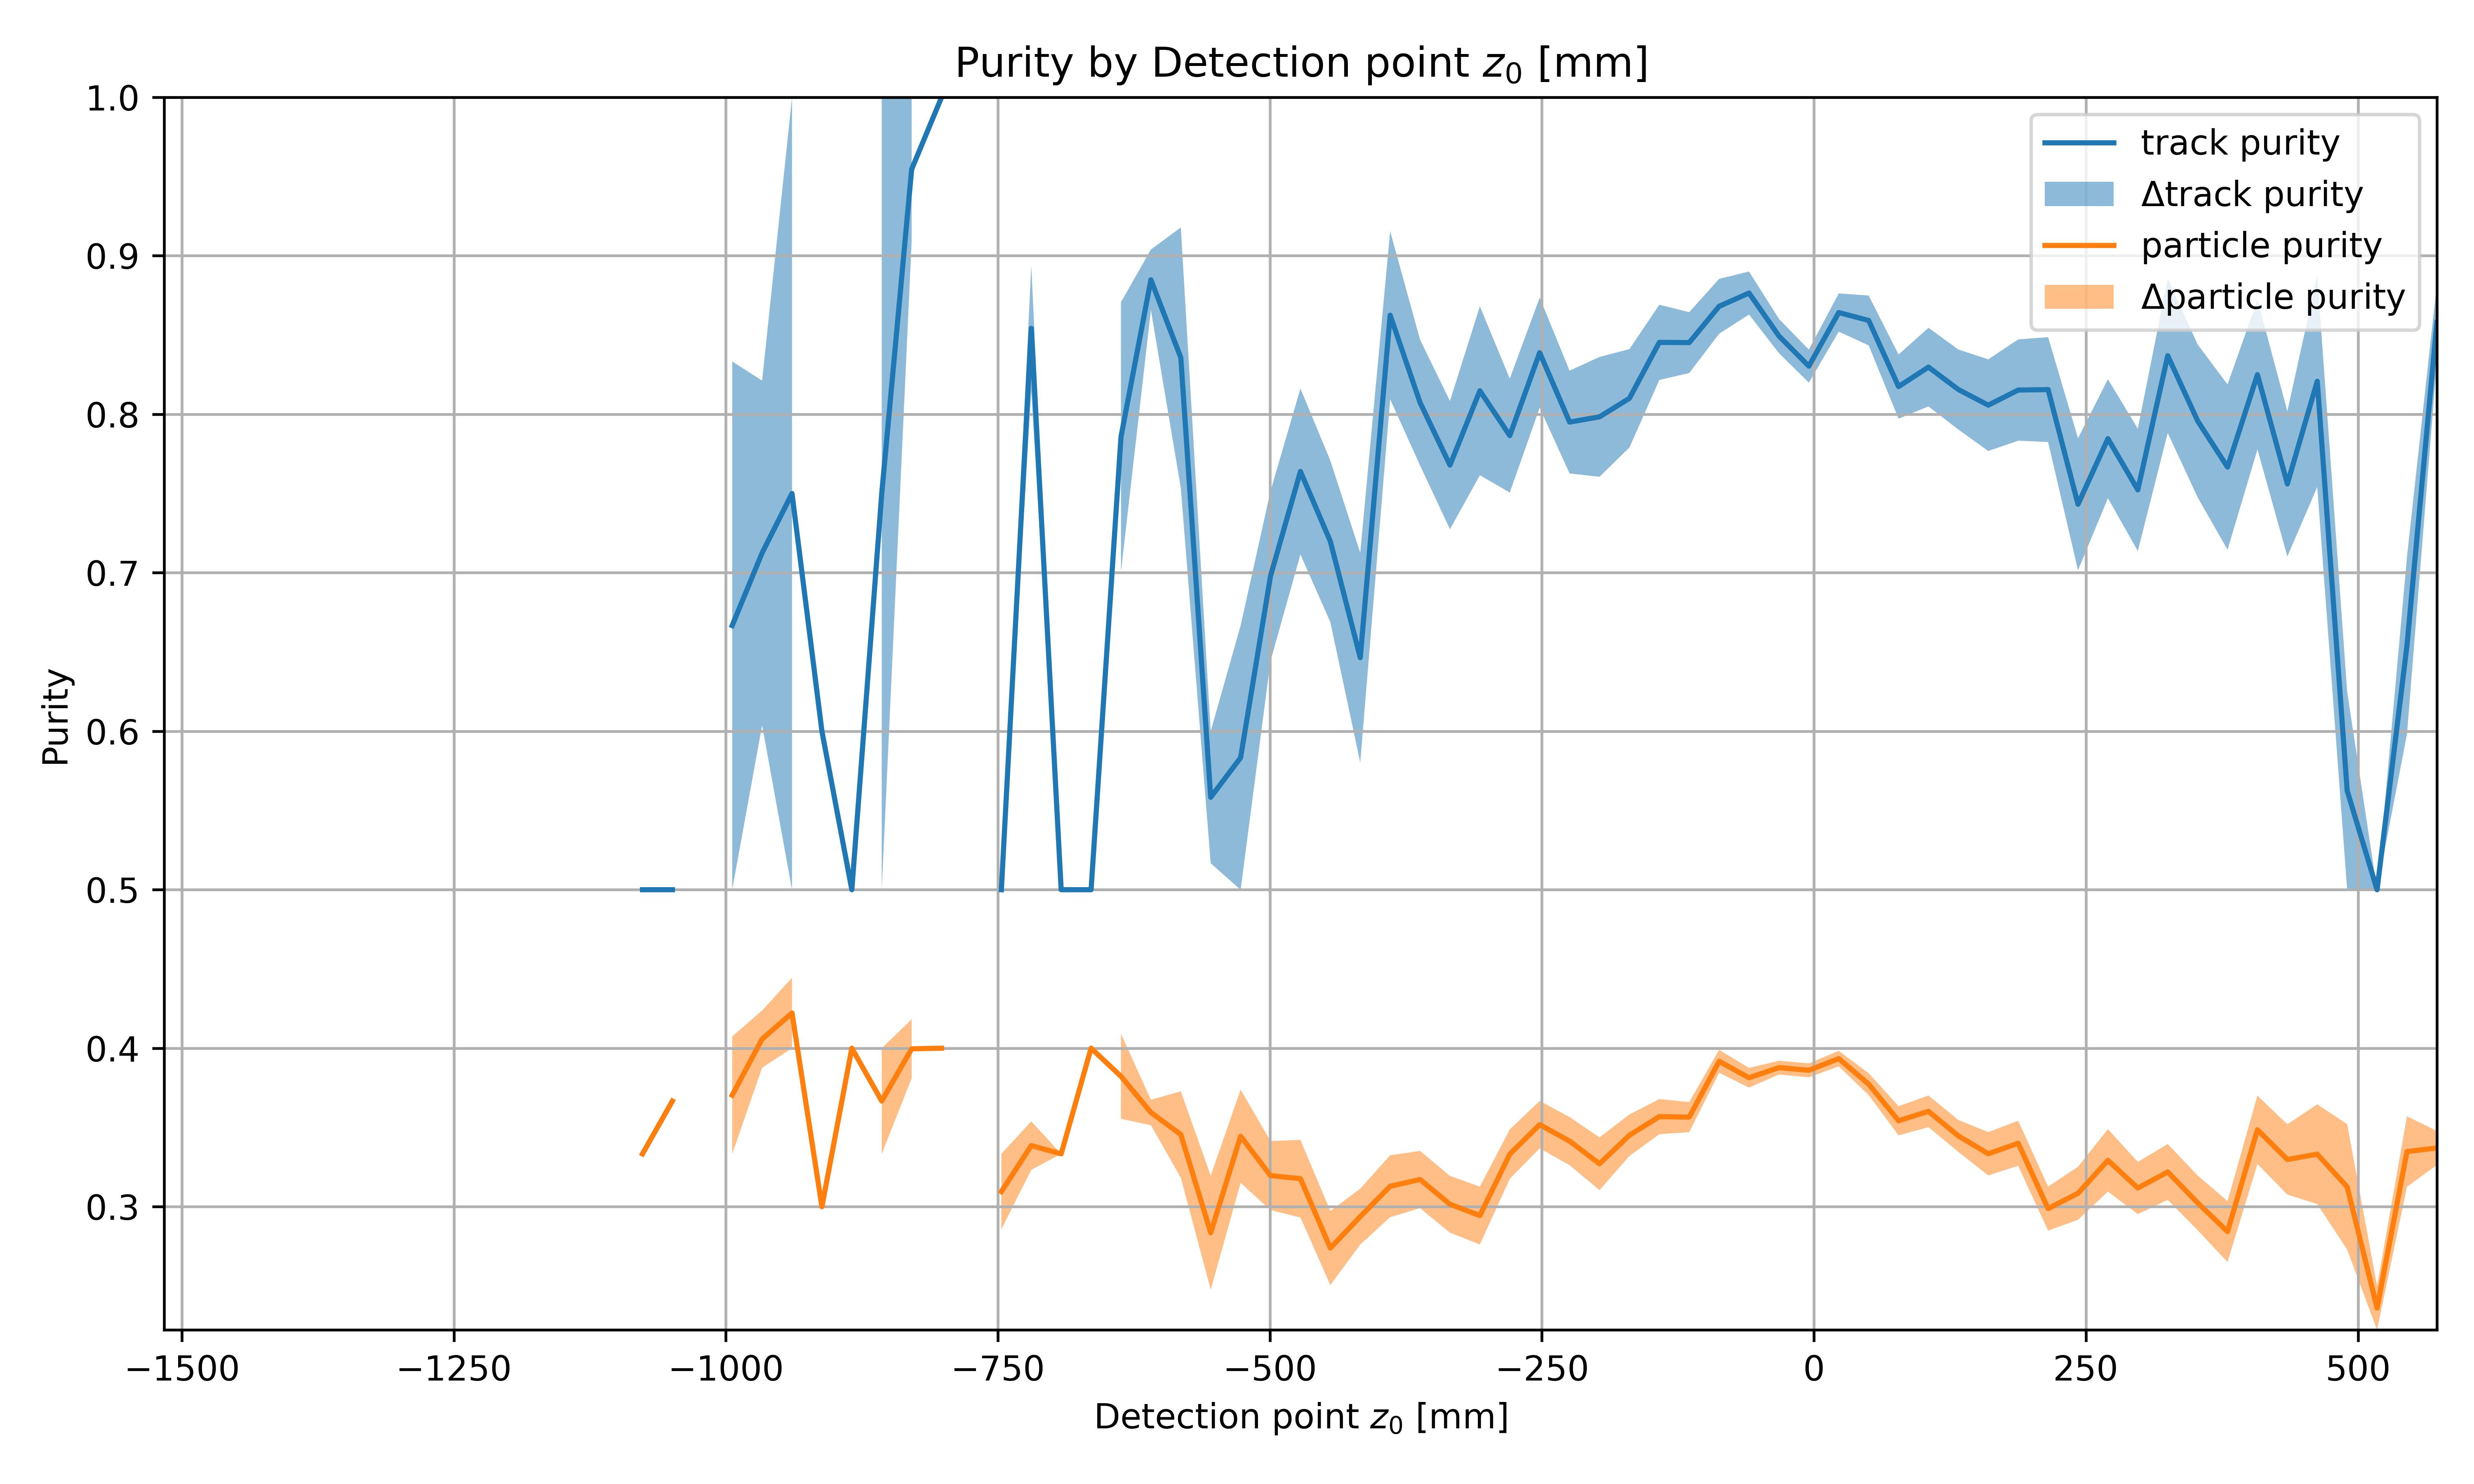 Purity by Detection point z₀ [mm]
1.0
0.9
0.8
0.7
0.6
0.5
0.4
0.3
Purity
track purity
Δtrack purity
particle purity
Δparticle purity
−1500 −1250 −1000 −750 −500 −250 0 250 500
Detection point z₀ [mm]